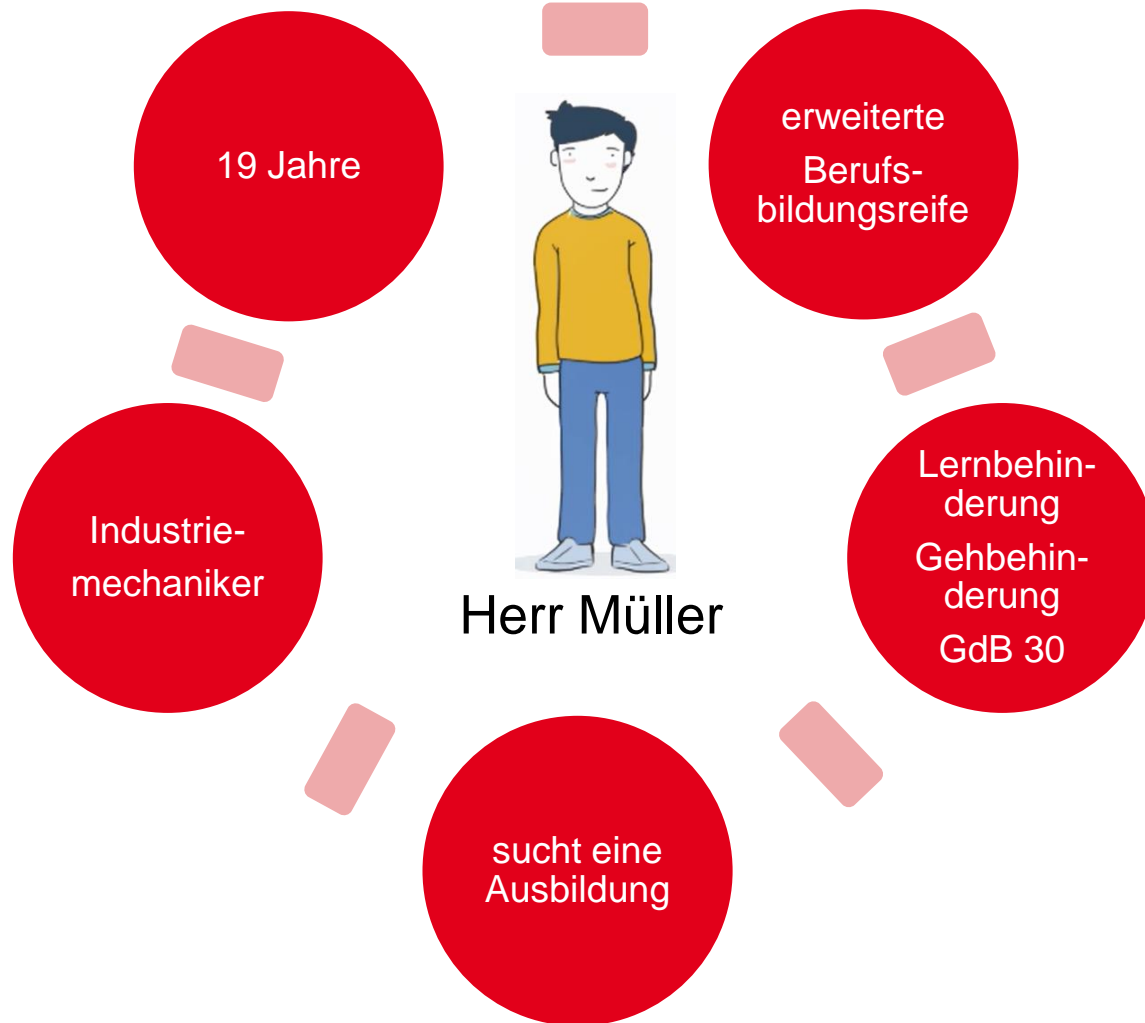 19 Jahre
erweiterte
Berufs-
bildungsreife
Industrie-
mechaniker
Lernbehin-
derung
Gehbehin-
derung
GdB 30
Herr Müller
sucht eine
Ausbildung